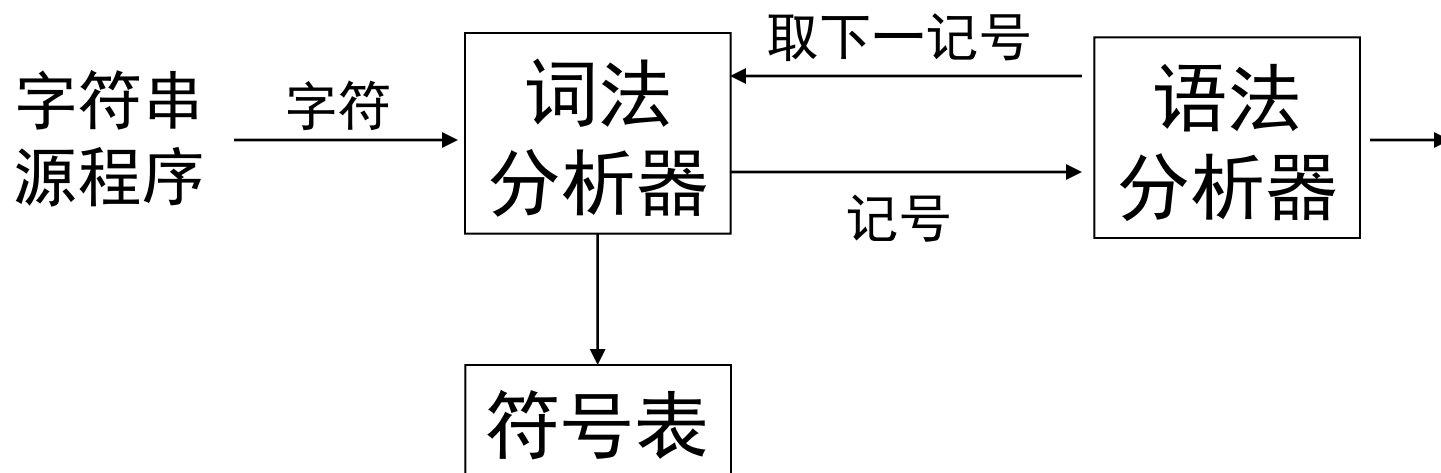 字符串
源程序
字符
词法
分析器
取下一记号
记号
语法
分析器
符号表